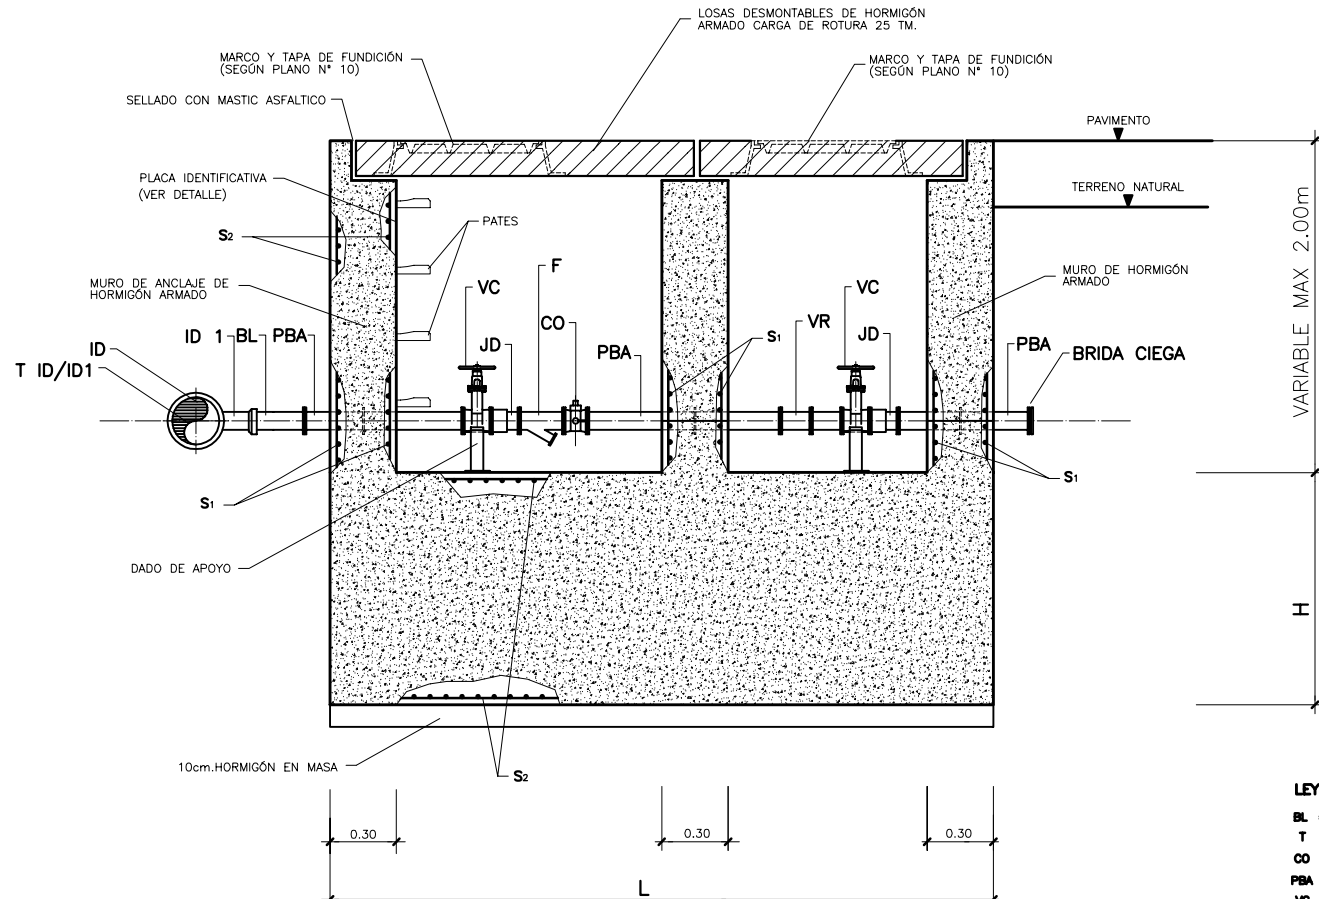 LOSAS DESMONTABLES DE HORMIGÓN
ARMADO CARGA DE ROTURA 25 TM.
MARCO Y TAPA DE FUNDICIÓN
(SEGÚN PLANO Nº 10)
MARCO Y TAPA DE FUNDICIÓN
(SEGÚN PLANO Nº 10)
SELLADO CON MASTIC ASFALTICO
PAVIMENTO
PLACA IDENTIFICATIVA
(VER DETALLE)
TERRENO NATURAL
VARIABLE MAX 2.00m
PATES
S2
MURO DE ANCLAJE DE
HORMIGÓN ARMADO
F
VC
VC
MURO DE HORMIGÓN
ARMADO
ID 1
BL
PBA
CO
JD
PBA
S1
VR
JD
PBA
BRIDA CIEGA
ID
T ID/ID1
S1
S1
DADO DE APOYO
H
10cm.HORMIGÓN EN MASA
S2
0.30
0.30
0.30
L
LEY
BL
T
CO
PBA